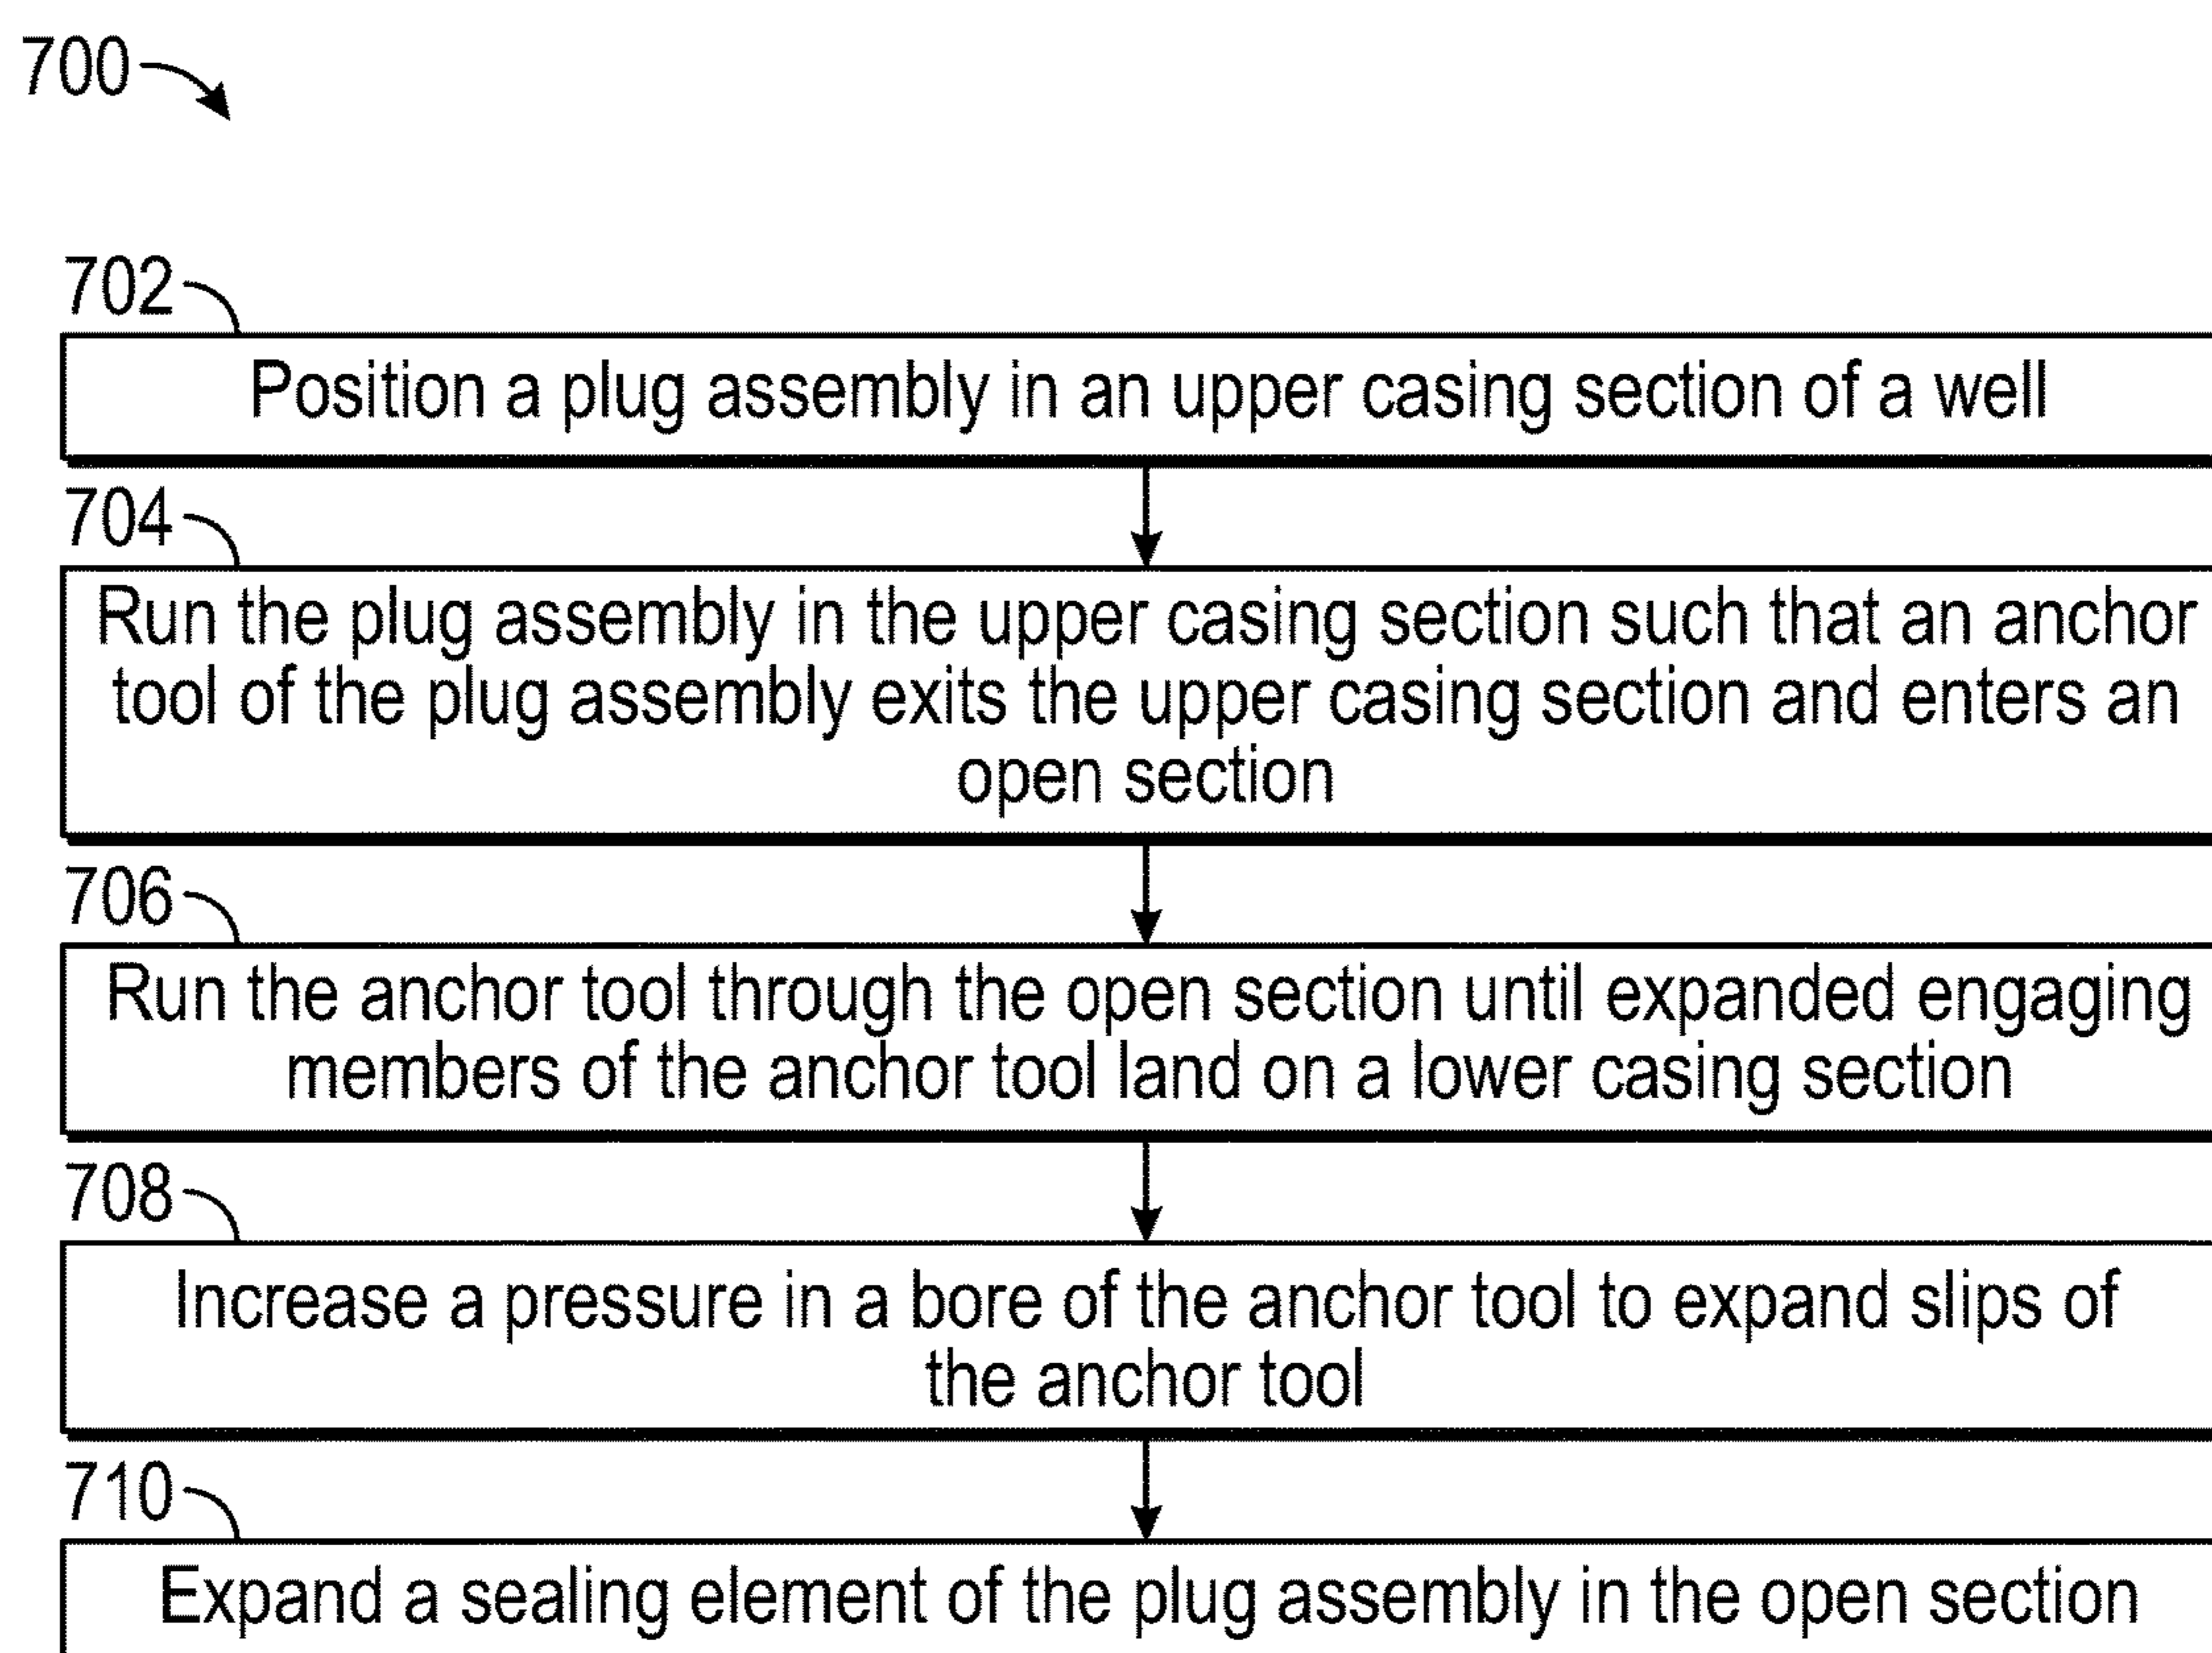 700
702
Position a plug assembly in an upper casing section of a well
704
Run the plug assembly in the upper casing section such that an anchor
tool of the plug assembly exits the upper casing section and enters an
open section
706
Run the anchor tool through the open section until expanded engaging
members of the anchor tool land on a lower casing section
708
Increase a pressure in a bore of the anchor tool to expand slips of
the anchor tool
710
Expand a sealing element of the plug assembly in the open section